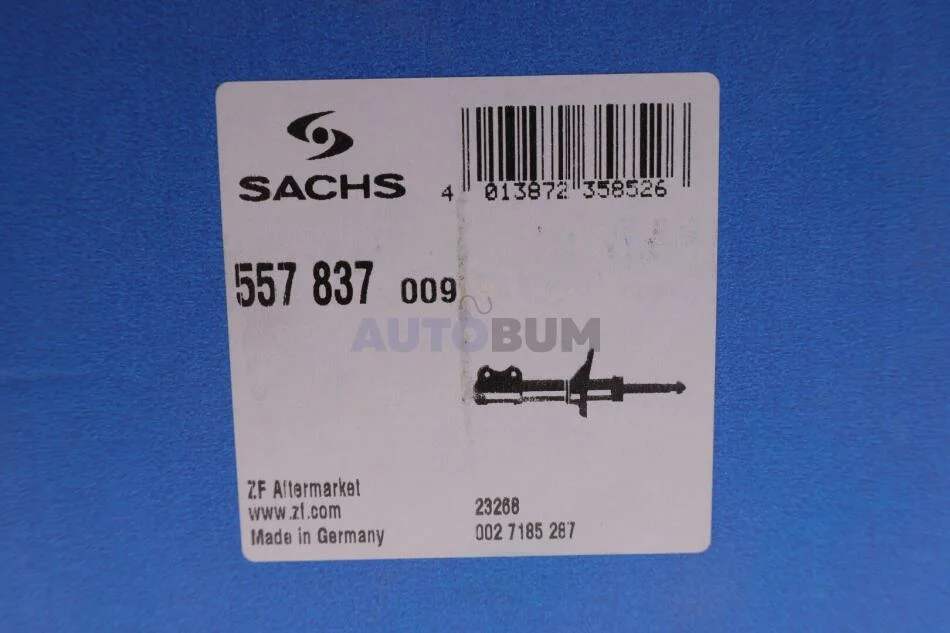 SACHS
4 013872 358526
557 837 009
AUTOBUM
ZF Aftermarket
www.zf.com
Made in Germany
23268
002 7185 287